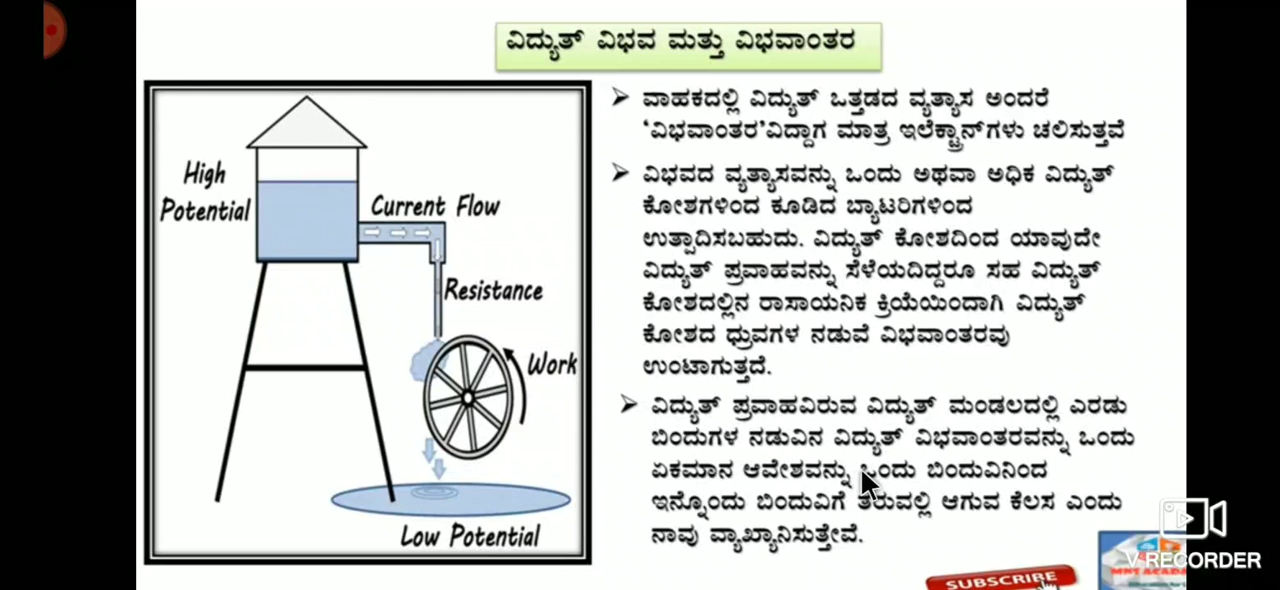 ವಿದ್ಯುತ್ ವಿಭವ ಮತ್ತು ವಿಭವಾಂತರ
High
Potential
Current Flow
Resistance
Work
Low Potential
➢ ವಾಹಕದಲ್ಲಿ ವಿದ್ಯುತ್ ಒತ್ತಡದ ವ್ಯತ್ಯಾಸ ಅಂದರೆ
'ವಿಭವಾಂತರ'ವಿದ್ದಾಗ ಮಾತ್ರ ಇಲೆಕ್ಟ್ರಾನ್‌ಗಳು ಚಲಿಸುತ್ತವೆ
➢ ವಿಭವದ ವ್ಯತ್ಯಾಸವನ್ನು ಒಂದು ಅಥವಾ ಅಧಿಕ ವಿದ್ಯುತ್
ಕೋಶಗಳಿಂದ ಕೂಡಿದ ಬ್ಯಾಟರಿಗಳಿಂದ
ಉತ್ಪಾದಿಸಬಹುದು. ವಿದ್ಯುತ್ ಕೋಶದಿಂದ ಯಾವುದೇ
ವಿದ್ಯುತ್ ಪ್ರವಾಹವನ್ನು ಸೆಳೆಯದಿದ್ದರೂ ಸಹ ವಿದ್ಯುತ್
ಕೋಶದಲ್ಲಿನ ರಾಸಾಯನಿಕ ಕ್ರಿಯೆಯಿಂದಾಗಿ ವಿದ್ಯುತ್
ಕೋಶದ ಧ್ರುವಗಳ ನಡುವೆ ವಿಭವಾಂತರವು
ಉಂಟಾಗುತ್ತದೆ.
➢ ವಿದ್ಯುತ್ ಪ್ರವಾಹವಿರುವ ವಿದ್ಯುತ್ ಮಂಡಲದಲ್ಲಿ ಎರಡು
ಬಿಂದುಗಳ ನಡುವಿನ ವಿದ್ಯುತ್ ವಿಭವಾಂತರವನ್ನು ಒಂದು
ಏಕಮಾನ ಆವೇಶವನ್ನು ಒಂದು ಬಿಂದುವಿನಿಂದ
ಇನ್ನೊಂದು ಬಿಂದುವಿಗೆ ತರುವಲ್ಲಿ ಆಗುವ ಕೆಲಸ ಎಂದು
ನಾವು ವ್ಯಾಖ್ಯಾನಿಸುತ್ತೇವೆ.
V RECORDER
SUBSCRIBE